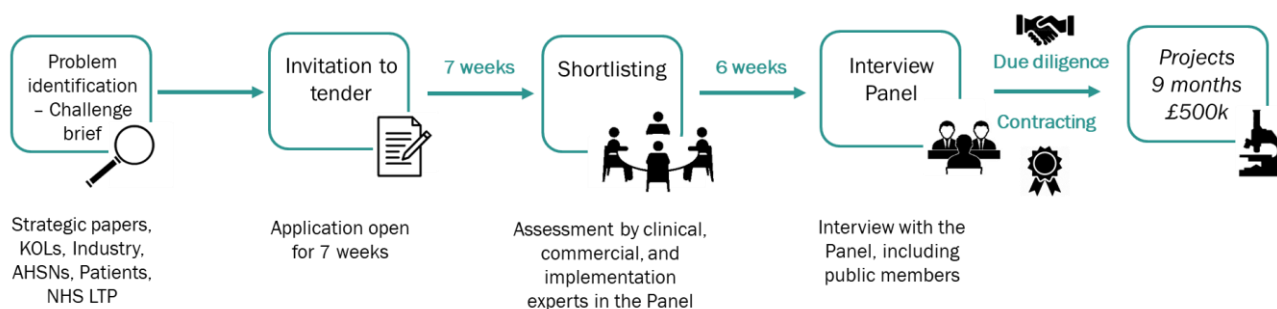 Problem
identification
– Challenge
brief
Invitation to
tender
7 weeks
Shortlisting
6 weeks
Interview
Panel
Due diligence
Contracting
Projects
9 months
£500k
Strategic papers,
KOLs, Industry,
AHSNs, Patients,
NHS LTP
Application open
for 7 weeks
Assessment by clinical,
commercial, and
implementation
experts in the Panel
Interview with the
Panel, including
public members